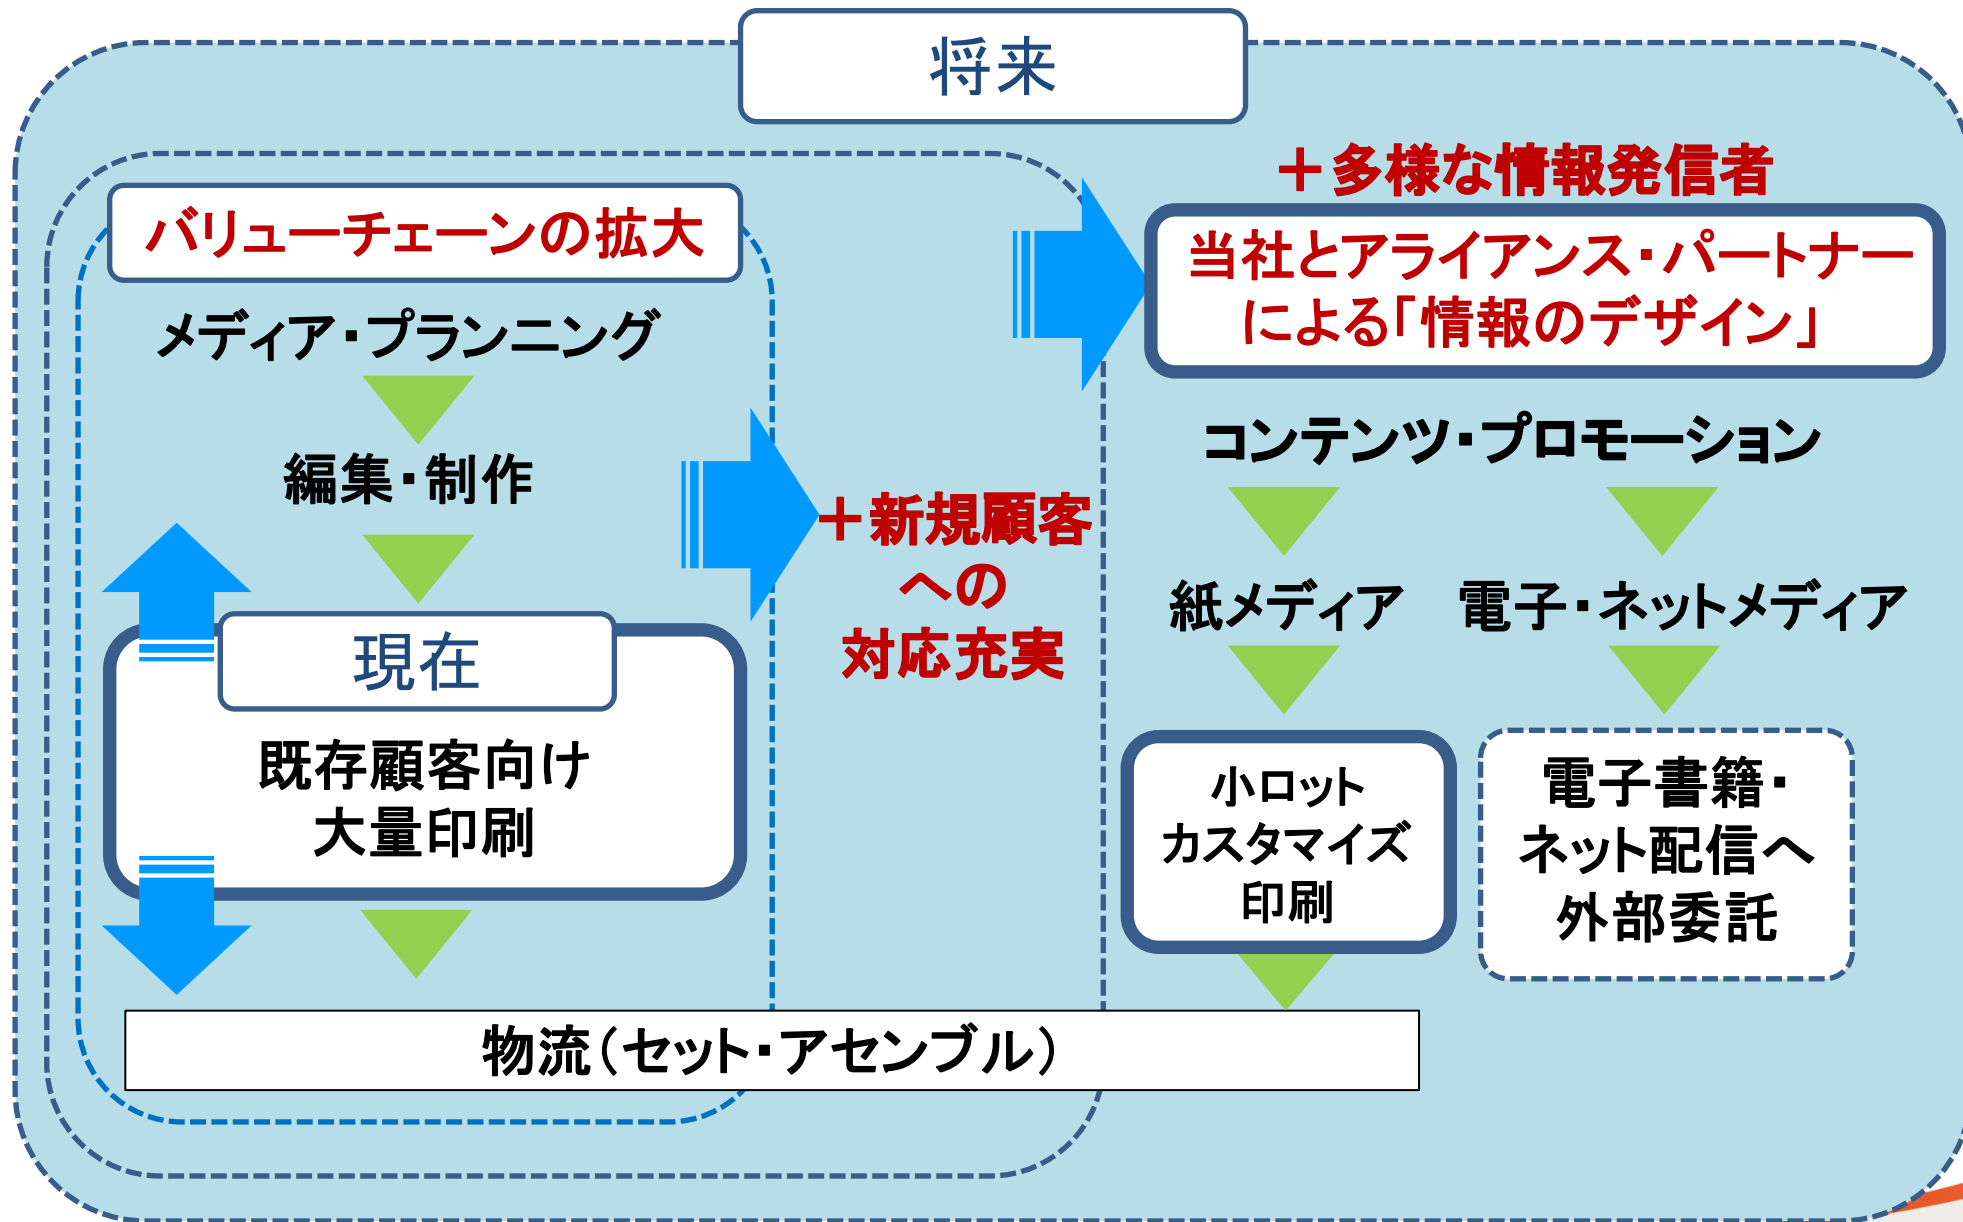 将来
バリューチェーンの拡大
メディア・プランニング
編集・制作
現在
既存顧客向け
大量印刷
＋新規顧客
への
対応充実
＋多様な情報発信者
当社とアライアンス・パートナー
による「情報のデザイン」
コンテンツ・プロモーション
紙メディア
電子・ネットメディア
小ロット
カスタマイズ
印刷
電子書籍・
ネット配信へ
外部委託
物流（セット・アセンブル）